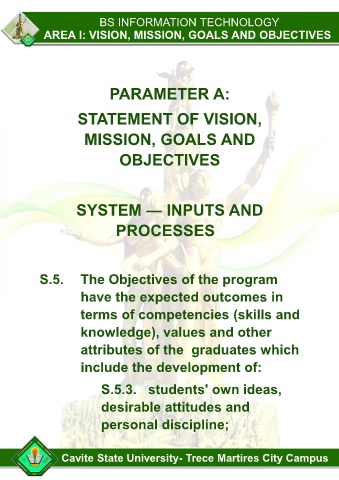 BS INFORMATION TECHNOLOGY
AREA I: VISION, MISSION, GOALS AND OBJECTIVES
PARAMETER A:
STATEMENT OF VISION,
MISSION, GOALS AND
OBJECTIVES
SYSTEM — INPUTS AND
PROCESSES
S.5. The Objectives of the program
have the expected outcomes in
terms of competencies (skills and
knowledge), values and other
attributes of the graduates which
include the development of:
S.5.3. students' own ideas,
desirable attitudes and
personal discipline;
Cavite State University- Trece Martires City Campus